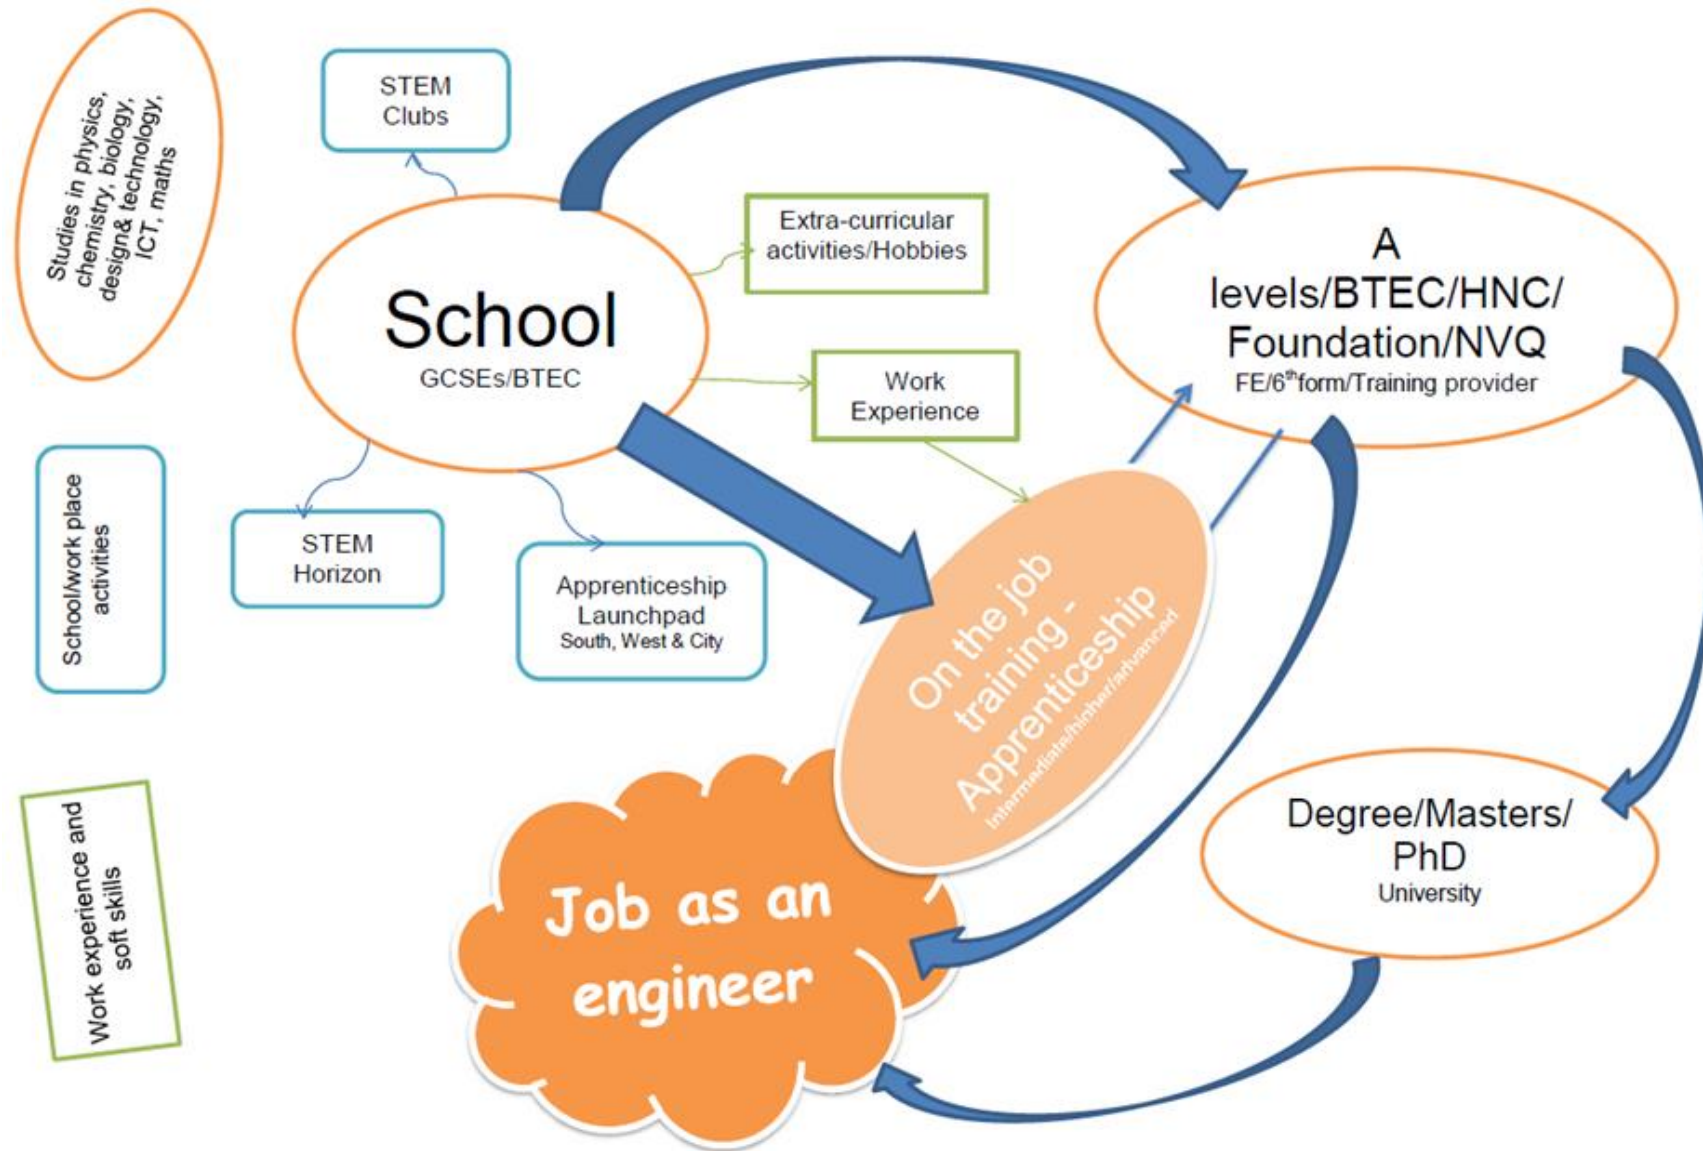 Studies in physics,
chemistry, biology,
design& technology,
ICT, maths
STEM
Clubs
School
GCSEs/BTEC
Extra-curricular
activities/Hobbies
Work
Experience
A
levels/BTEC/HNC/
Foundation/NVQ
FE/6thform/Training provider
School/work place
activities
STEM
Horizon
Apprenticeship
Launchpad
South, West & City
On the job
training -
Apprenticeship
Intermediate/higher/advanced
Work experience and
soft skills
Job as an
engineer
Degree/Masters/
PhD
University